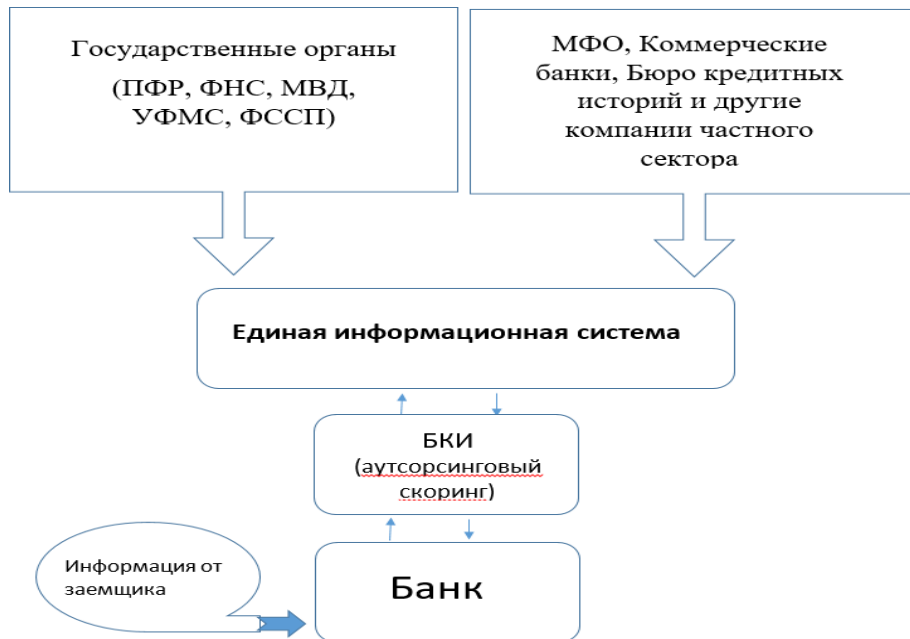 Государственные органы
(ПФР, ФНС, МВД,
УФМС, ФССП)
МФО, Коммерческие
банки, Бюро кредитных
историй и другие
компании частного
сектора
Единая информационная система
БКИ
(аутсорсинговый
скоринг)
Информация от
заемщика
Банк